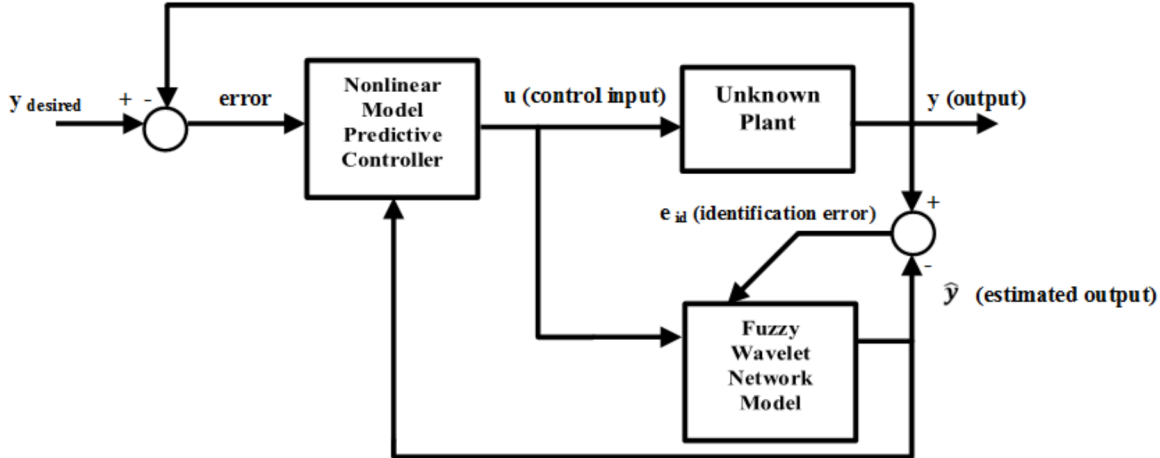 y desired
+ -
error
Nonlinear
Model
Predictive
Controller
u (control input)
Unknown
Plant
y (output)
e id (identification error)
+
-
ŷ (estimated output)
Fuzzy
Wavelet
Network
Model